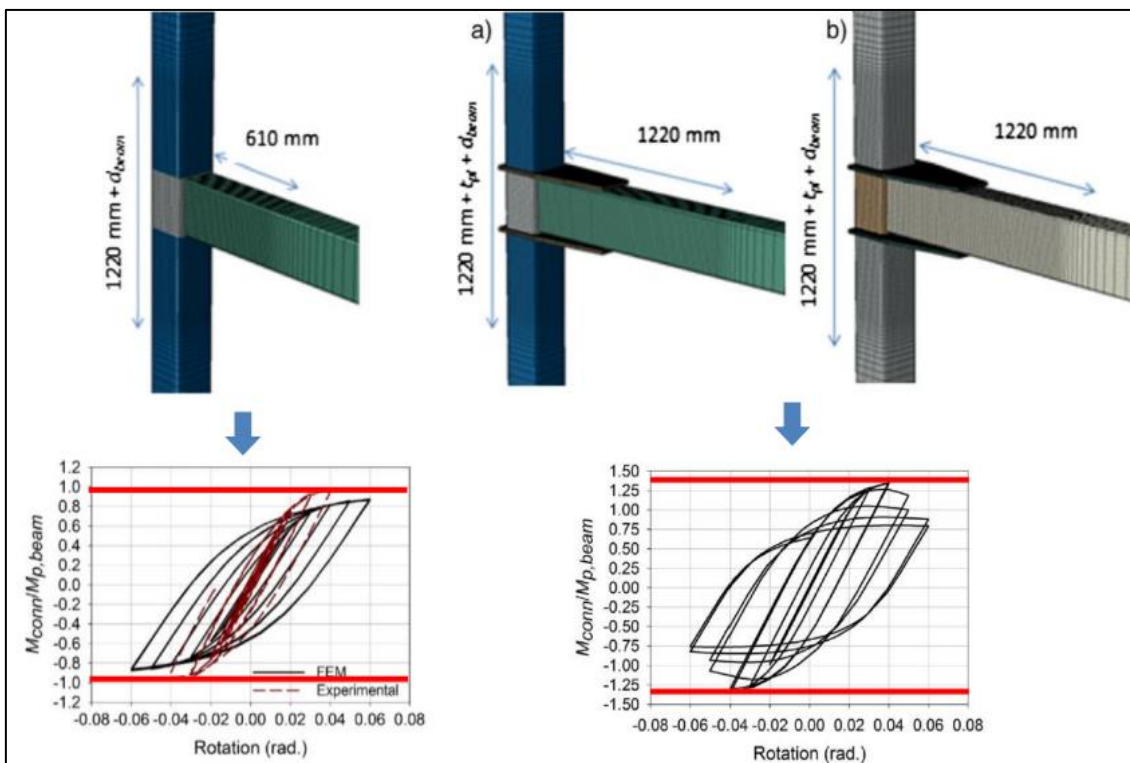 a)
b)
610 mm
1220 mm + d_beam
1220 mm
1220 mm + t_pl + d_beam
1220 mm
1220 mm + t_pl + d_beam
1.2
1.0
0.8
0.6
0.4
0.2
0.0
-0.2
-0.4
-0.6
-0.8
-1.0
-1.2
Mconn/Mp,beam
FEM
Experimental
-0.08 -0.06 -0.04 -0.02 0.00 0.02 0.04 0.06 0.08
Rotation (rad.)
1.50
1.25
1.00
0.75
0.50
0.25
0.00
-0.25
-0.50
-0.75
-1.00
-1.25
-1.50
Mconn/Mp,beam
-0.08 -0.06 -0.04 -0.02 0.00 0.02 0.04 0.06 0.08
Rotation (rad.)